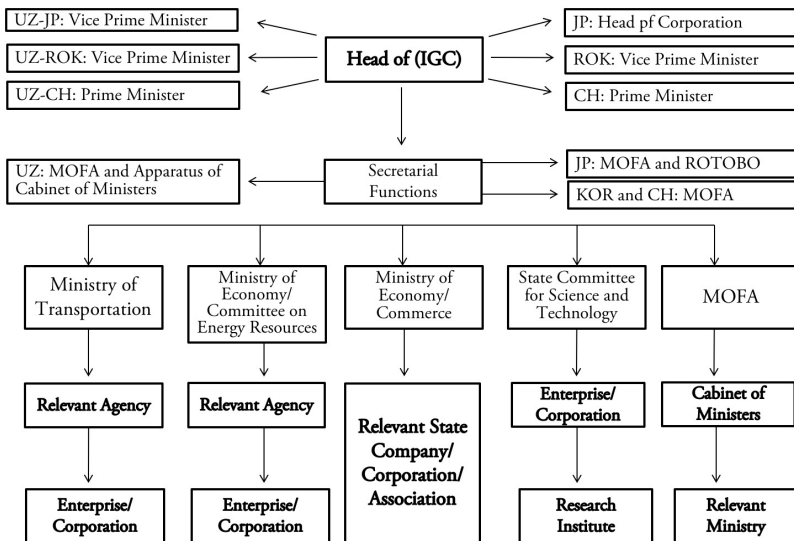 UZ-JP: Vice Prime Minister
Head of (IGC)
JP: Head pf Corporation
UZ-ROK: Vice Prime Minister
ROK: Vice Prime Minister
UZ-CH: Prime Minister
CH: Prime Minister
UZ: MOFA and Apparatus of
Cabinet of Ministers
Secretarial
Functions
JP: MOFA and ROTOBO
KOR and CH: MOFA
Ministry of
Transportation
Ministry of
Economy/
Committee on
Energy Resources
Ministry of
Economy/
Commerce
State Committee
for Science and
Technology
MOFA
Relevant Agency
Relevant Agency
Relevant State
Company/
Corporation/
Association
Enterprise/
Corporation
Cabinet of
Ministers
Enterprise/
Corporation
Enterprise/
Corporation
Research
Institute
Relevant
Ministry